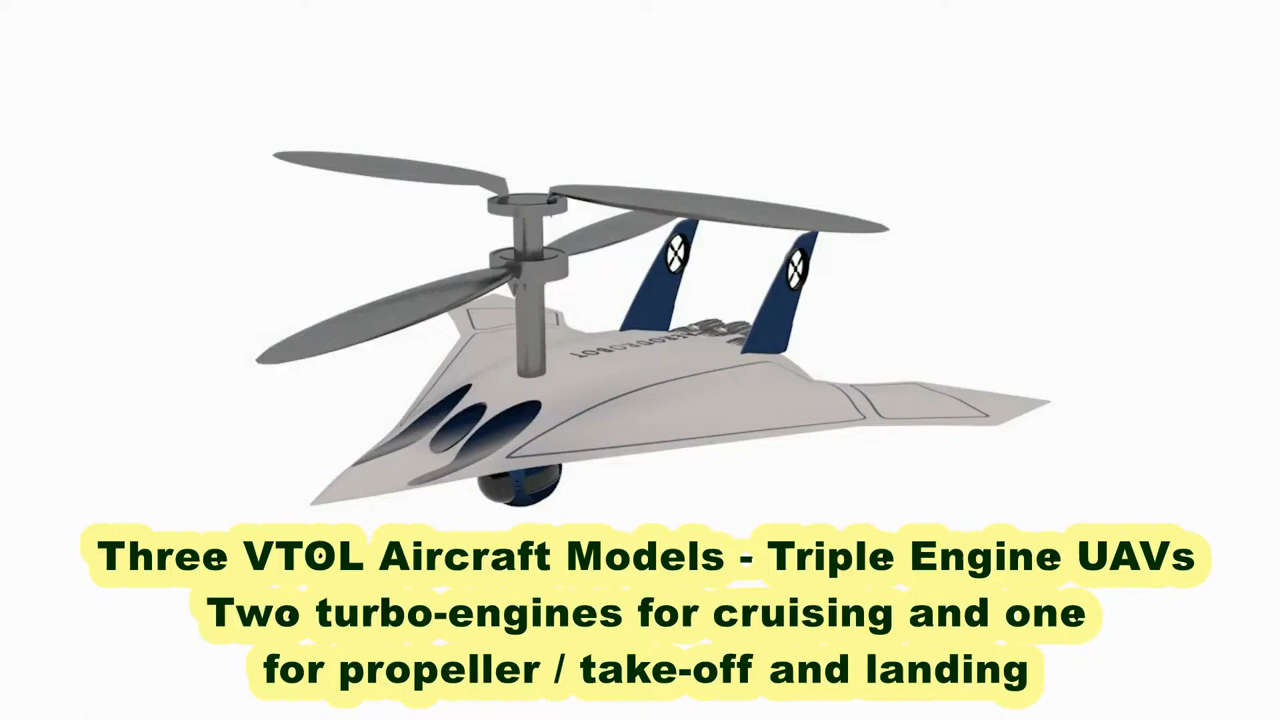 AERODROBOT
Three VTOL Aircraft Models - Triple Engine UAVs
Two turbo-engines for cruising and one
for propeller / take-off and landing